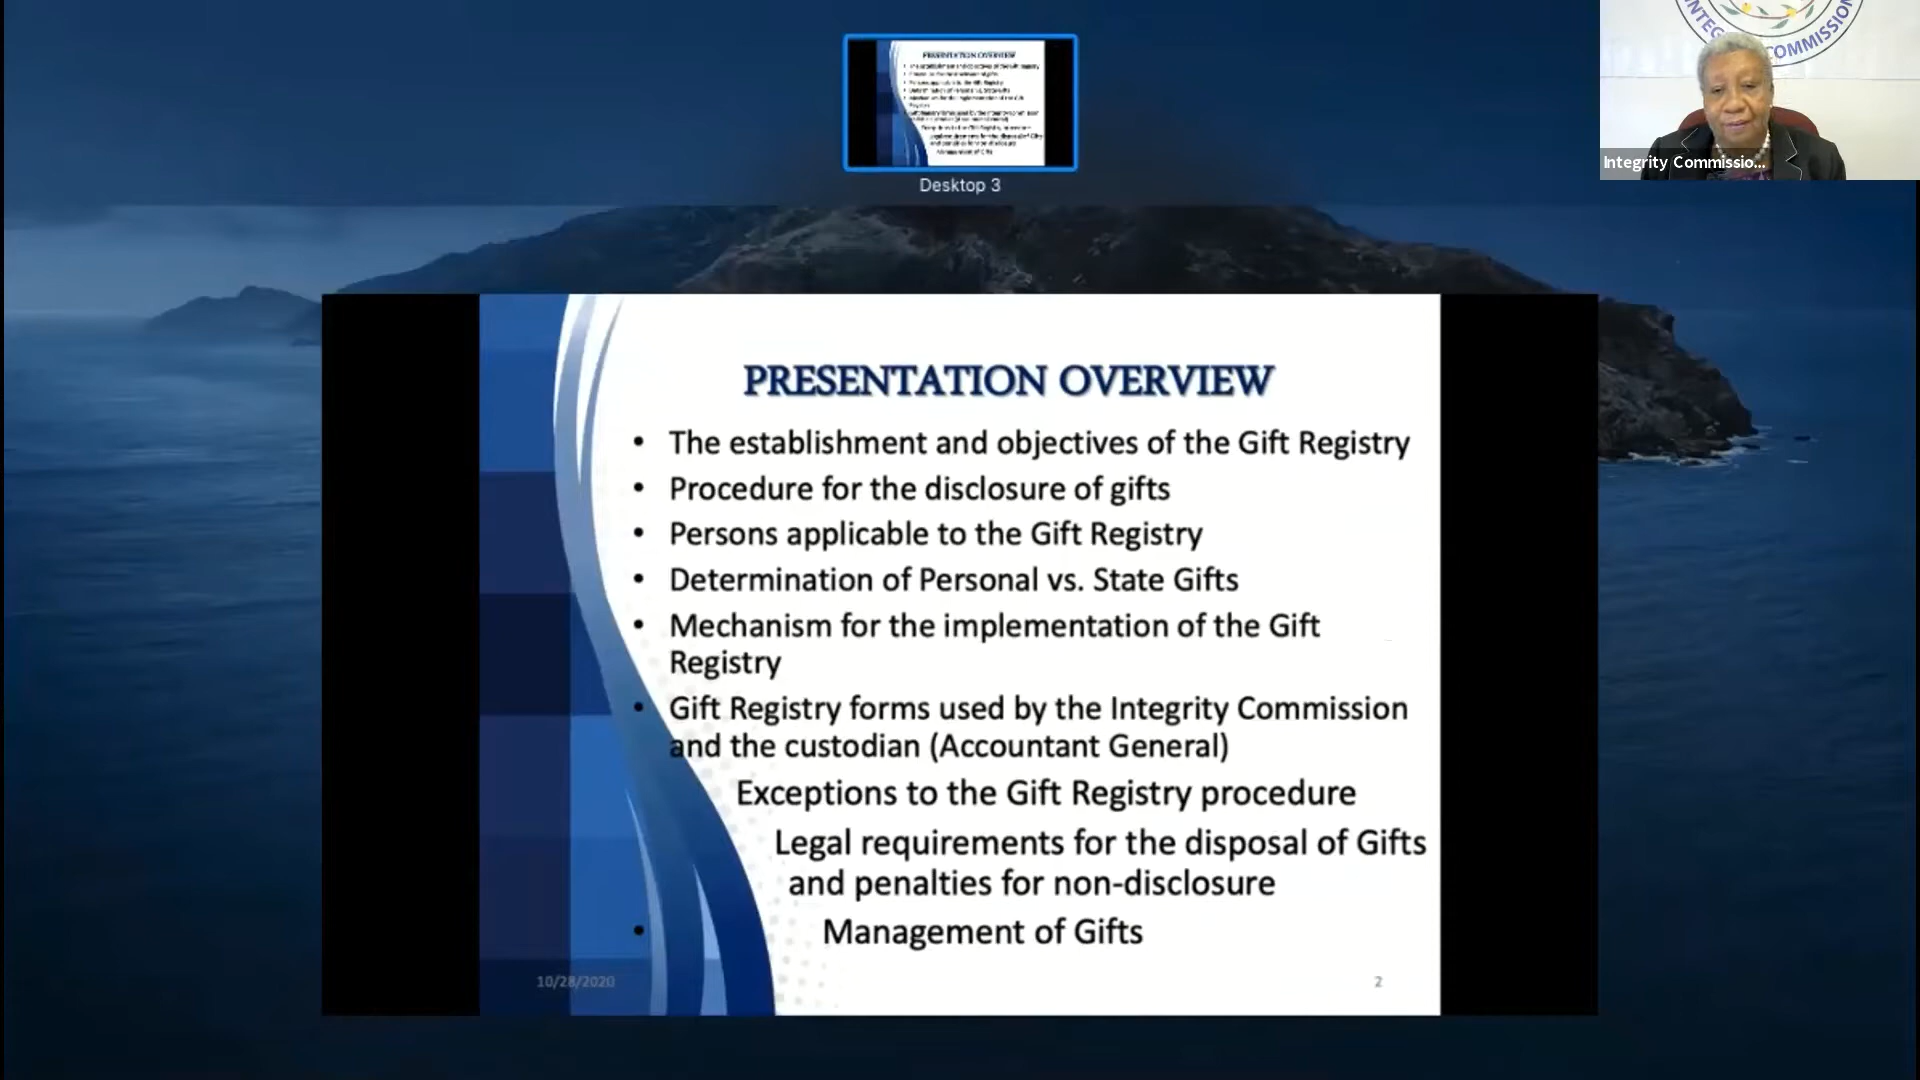 INTEG
COMMISSION
Integrity Commissio...
PRESENTATION OVERVIEW
Desktop 3
PRESENTATION OVERVIEW
• The establishment and objectives of the Gift Registry
• Procedure for the disclosure of gifts
• Persons applicable to the Gift Registry
• Determination of Personal vs. State Gifts
• Mechanism for the implementation of the Gift
Registry
• Gift Registry forms used by the Integrity Commission
and the custodian (Accountant General)
Exceptions to the Gift Registry procedure
Legal requirements for the disposal of Gifts
and penalties for non-disclosure
• Management of Gifts
10/28/2020
2